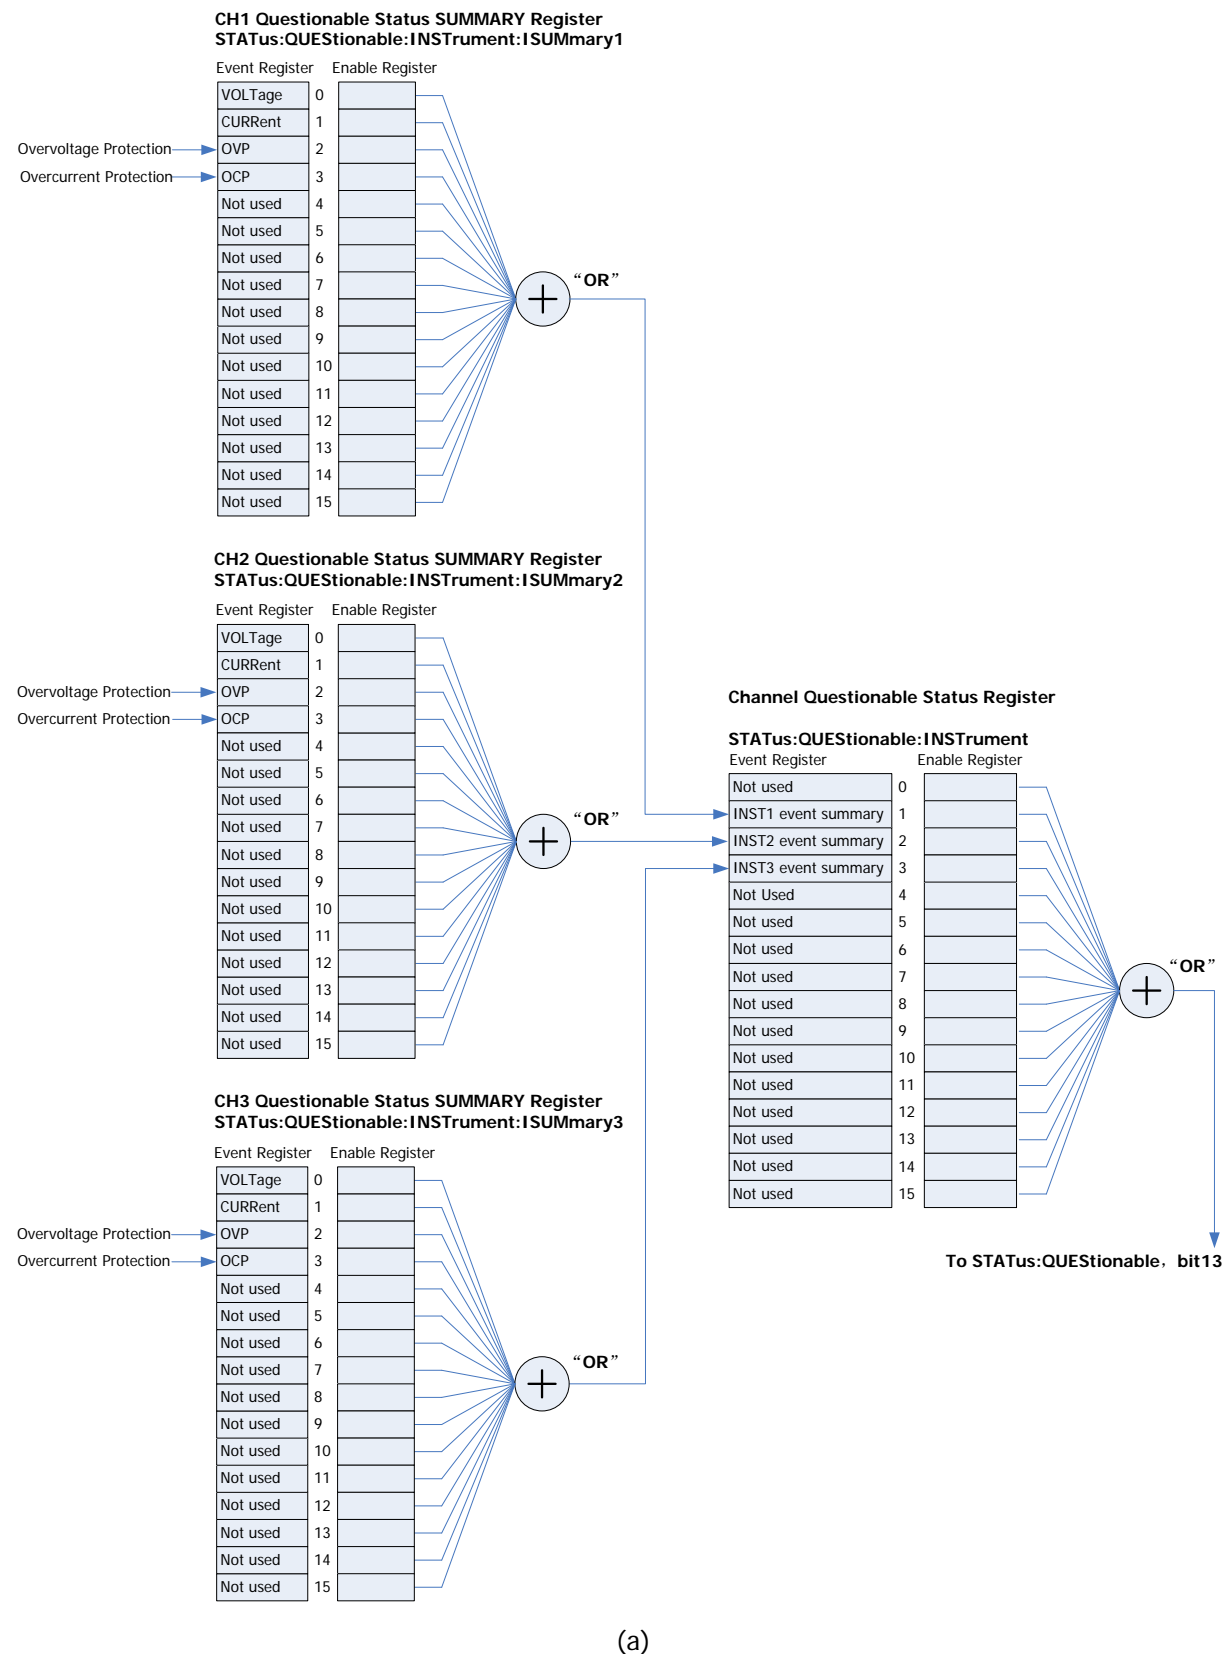 CH1 Questionable Status SUMMARY Register
STATus:QUEStionable:INSTrument:ISUMmary1
Event Register Enable Register
VOLTage 0
CURRent 1
Overvoltage Protection OVP 2
Overcurrent Protection OCP 3
Not used 4
Not used 5
Not used 6
Not used 7
Not used 8
Not used 9
Not used 10
Not used 11
Not used 12
Not used 13
Not used 14
Not used 15
“OR”
CH2 Questionable Status SUMMARY Register
STATus:QUEStionable:INSTrument:ISUMmary2
Event Register Enable Register
VOLTage 0
CURRent 1
Overvoltage Protection OVP 2
Overcurrent Protection OCP 3
Not used 4
Not used 5
Not used 6
Not used 7
Not used 8
Not used 9
Not used 10
Not used 11
Not used 12
Not used 13
Not used 14
Not used 15
“OR”
CH3 Questionable Status SUMMARY Register
STATus:QUEStionable:INSTrument:ISUMmary3
Event Register Enable Register
VOLTage 0
CURRent 1
Overvoltage Protection OVP 2
Overcurrent Protection OCP 3
Not used 4
Not used 5
Not used 6
Not used 7
Not used 8
Not used 9
Not used 10
Not used 11
Not used 12
Not used 13
Not used 14
Not used 15
“OR”
Channel Questionable Status Register
STATus:QUEStionable:INSTrument
Event Register Enable Register
Not used 0
INST1 event summary 1
INST2 event summary 2
INST3 event summary 3
Not Used 4
Not used 5
Not used 6
Not used 7
Not used 8
Not used 9
Not used 10
Not used 11
Not used 12
Not used 13
Not used 14
Not used 15
“OR”
To STATus:QUEStionable，bit13
(a)